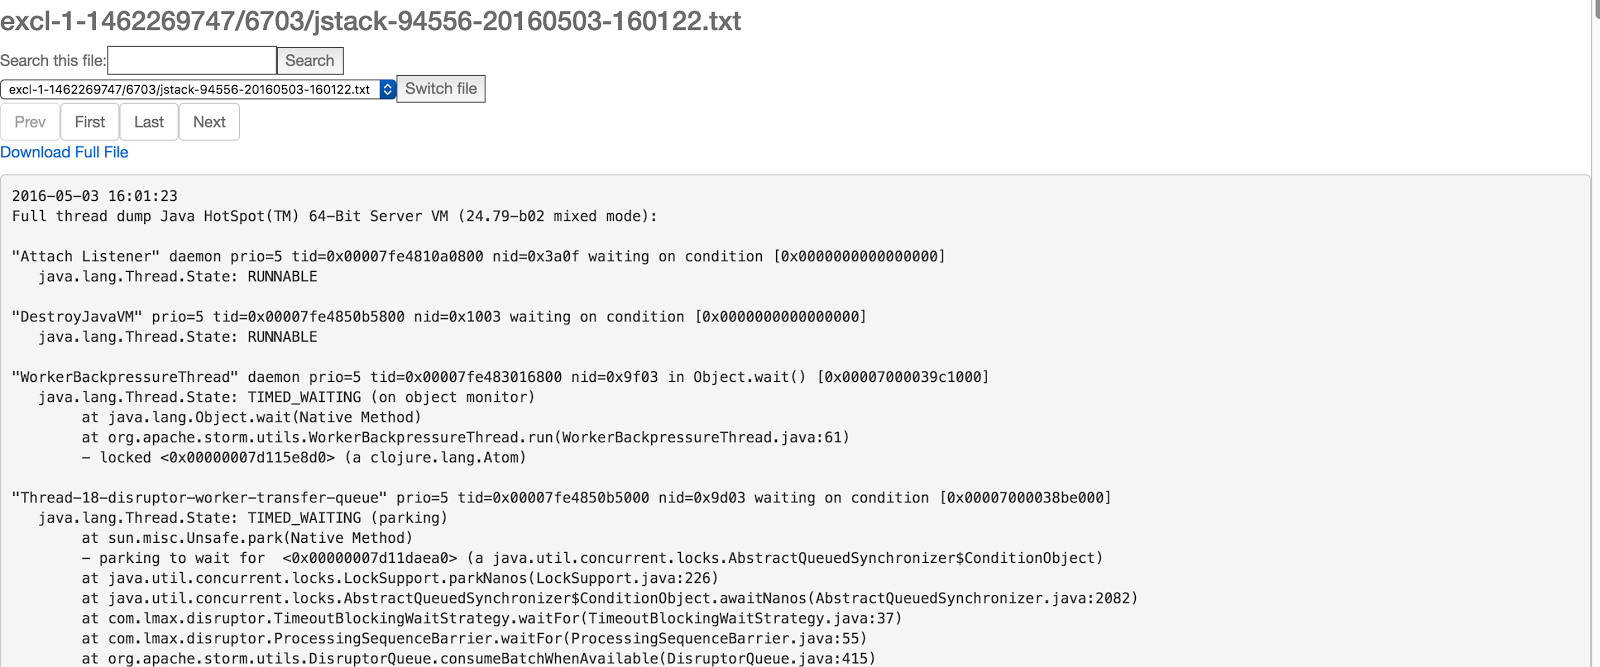 excl-1-1462269747/6703/jstack-94556-20160503-160122.txt
Search this file: Search
excl-1-1462269747/6703/jstack-94556-20160503-160122.txt Switch file
Prev First Last Next
Download Full File
2016-05-03 16:01:23
Full thread dump Java HotSpot(TM) 64-Bit Server VM (24.79-b02 mixed mode):
"Attach Listener" daemon prio=5 tid=0x00007fe4810a0800 nid=0x3a0f waiting on condition [0x0000000000000000]
java.lang.Thread.State: RUNNABLE
"DestroyJavaVM" prio=5 tid=0x00007fe4850b5800 nid=0x1003 waiting on condition [0x0000000000000000]
java.lang.Thread.State: RUNNABLE
"WorkerBackpressureThread" daemon prio=5 tid=0x00007fe483016800 nid=0x9f03 in Object.wait() [0x00007000039c1000]
java.lang.Thread.State: TIMED_WAITING (on object monitor)
at java.lang.Object.wait(Native Method)
at org.apache.storm.utils.WorkerBackpressureThread.run(WorkerBackpressureThread.java:61)
- locked <0x00000007d115e8d0> (a clojure.lang.Atom)
"Thread-18-disruptor-worker-transfer-queue" prio=5 tid=0x00007fe4850b5000 nid=0x9d03 waiting on condition [0x00007000038be000]
java.lang.Thread.State: TIMED_WAITING (parking)
at sun.misc.Unsafe.park(Native Method)
- parking to wait for  <0x00000007d11daea0> (a java.util.concurrent.locks.AbstractQueuedSynchronizer$ConditionObject)
at java.util.concurrent.locks.LockSupport.parkNanos(LockSupport.java:226)
at java.util.concurrent.locks.AbstractQueuedSynchronizer$ConditionObject.awaitNanos(AbstractQueuedSynchronizer.java:2082)
at com.lmax.disruptor.TimeoutBlockingWaitStrategy.waitFor(TimeoutBlockingWaitStrategy.java:37)
at com.lmax.disruptor.ProcessingSequenceBarrier.waitFor(ProcessingSequenceBarrier.java:55)
at org.apache.storm.utils.DisruptorQueue.consumeBatchWhenAvailable(DisruptorQueue.java:415)